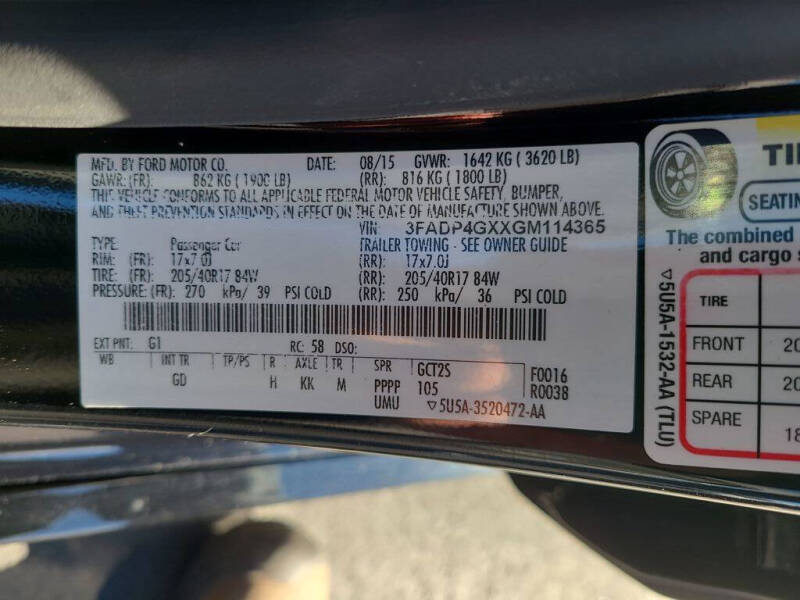 MFD. BY FORD MOTOR CO. DATE: 08/15 GVWR: 1642 KG ( 3620 LB)
GAWR:(FR): 862 KG ( 1900 LB) (RR): 816 KG ( 1800 LB)
THIS VEHICLE CONFORMS TO ALL APPLICABLE FEDERAL MOTOR VEHICLE SAFETY, BUMPER,
AND THEFT PREVENTION STANDARDS IN EFFECT ON THE DATE OF MANUFACTURE SHOWN ABOVE.
VIN: 3FADP4GXXGM114365
TYPE: Passenger Car TRAILER TOWING - SEE OWNER GUIDE
RIM: (FR): 17x7.0J (RR): 17x7.0J
TIRE: (FR): 205/40R17 84W (RR): 205/40R17 84W
PRESSURE: (FR): 270 kPa/ 39 PSI COLD (RR): 250 kPa/ 36 PSI COLD
EXT PNT: G1 RC: 58 DSO:
WB INT TR TP/PS R AXLE TR SPR GCT2S F0016
GD H KK M PPPP 105 R0038
UMU ▽5U5A-3520472-AA
TI
SEATIN
The combined
and cargo
TIRE
FRONT 20
REAR 20
SPARE 18
▽5U5A-1532-AA (TLU)